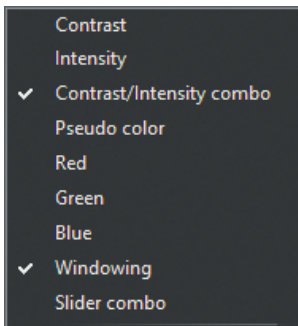 Contrast
Intensity
Contrast/Intensity combo
Pseudo color
Red
Green
Blue
Windowing
Slider combo